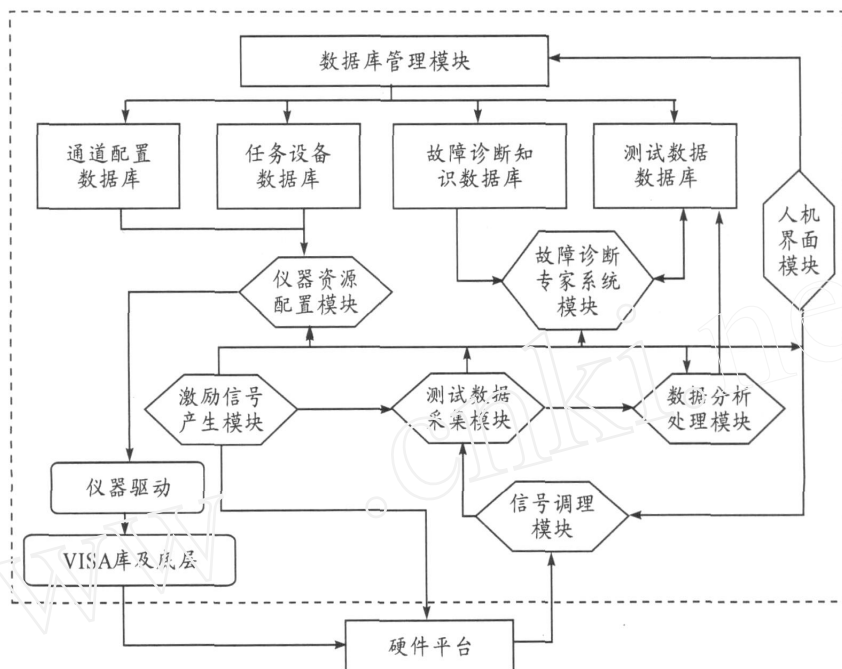 数据库管理模块
通道配置
数据库
任务设备
数据库
故障诊断知
识数据库
测试数据
数据库
人机
界面
模块
仪器资源
配置模块
故障诊断
专家系统
模块
激励信号
产生模块
测试数据
采集模块
数据分析
处理模块
仪器驱动
信号调理
模块
VISA库及底层
硬件平台
www.cnki.net